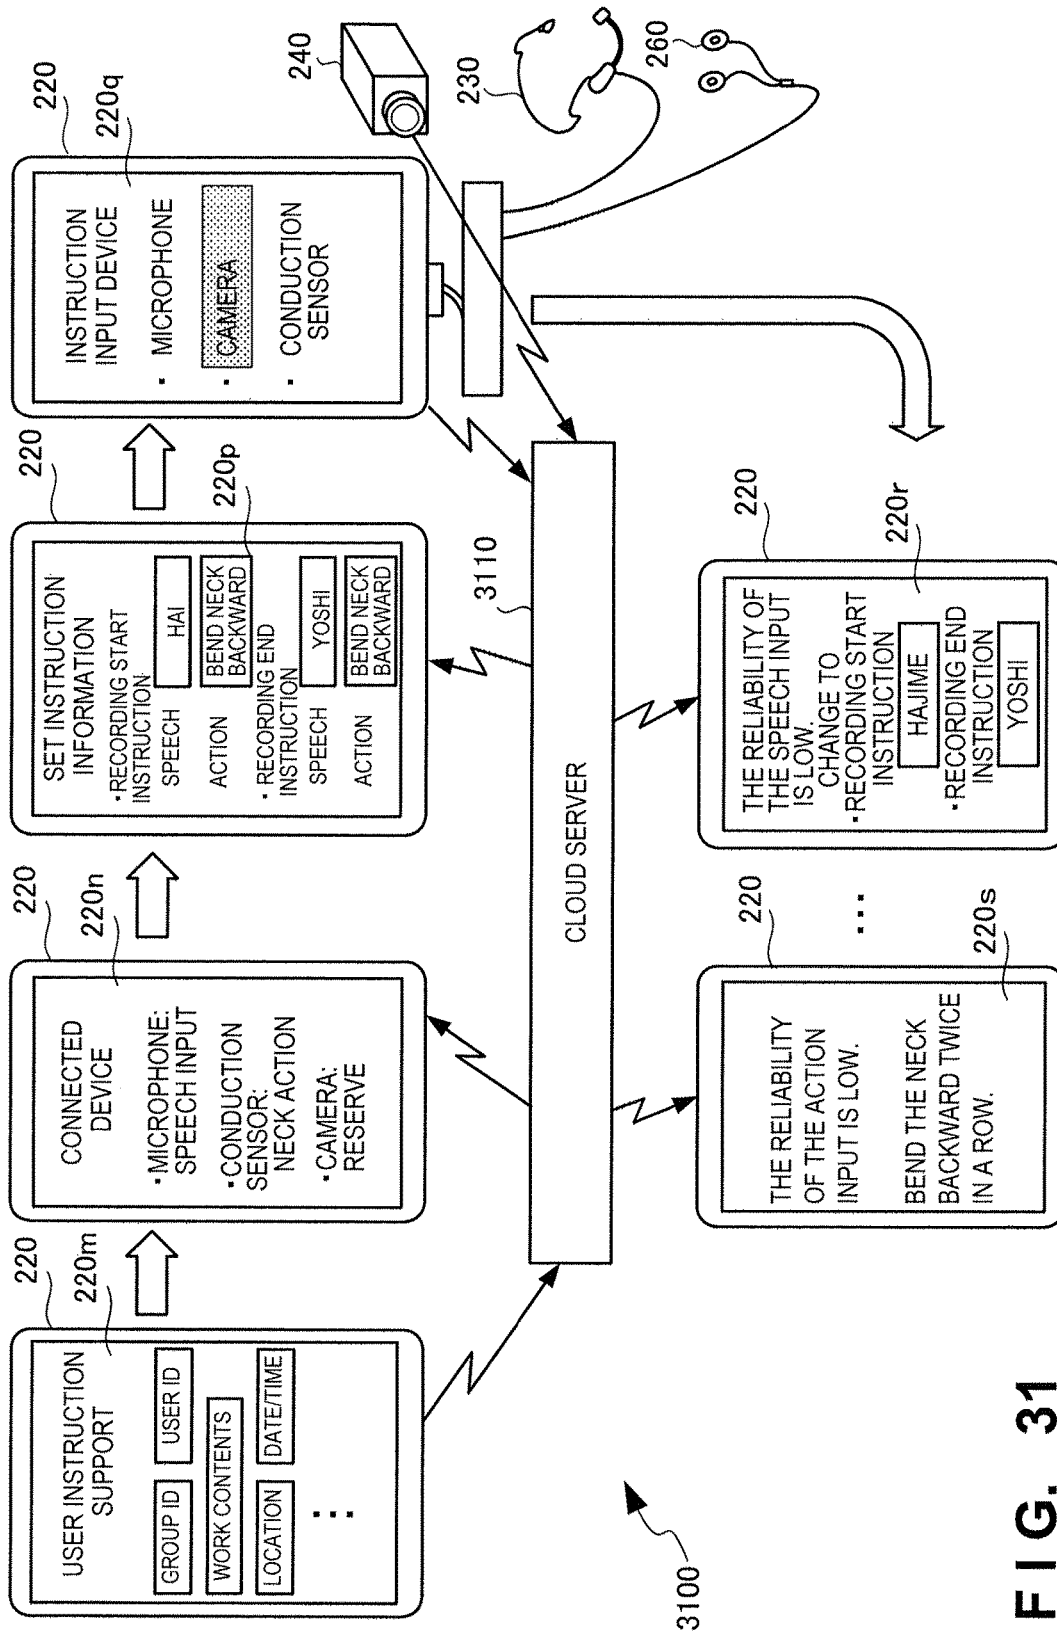 220
220m
USER INSTRUCTION
SUPPORT
GROUP ID
USER ID
WORK CONTENTS
LOCATION
DATE/TIME
...
220
220n
CONNECTED
DEVICE
・MICROPHONE:
SPEECH INPUT
・CONDUCTION
SENSOR:
NECK ACTION
・CAMERA:
RESERVE
220
220p
SET INSTRUCTION
INFORMATION
・RECORDING START
INSTRUCTION
SPEECH
HAI
ACTION
BEND NECK
BACKWARD
・RECORDING END
INSTRUCTION
SPEECH
YOSHI
ACTION
BEND NECK
BACKWARD
220
220q
INSTRUCTION
INPUT DEVICE
・ MICROPHONE
・ CAMERA
・ CONDUCTION
SENSOR
240
230
260
3110
CLOUD SERVER
3100
220
220s
THE RELIABILITY
OF THE ACTION
INPUT IS LOW.
BEND THE NECK
BACKWARD TWICE
IN A ROW.
...
220
220r
THE RELIABILITY OF
THE SPEECH INPUT
IS LOW.
CHANGE TO
・RECORDING START
INSTRUCTION
HAJIME
・RECORDING END
INSTRUCTION
YOSHI
FIG. 31